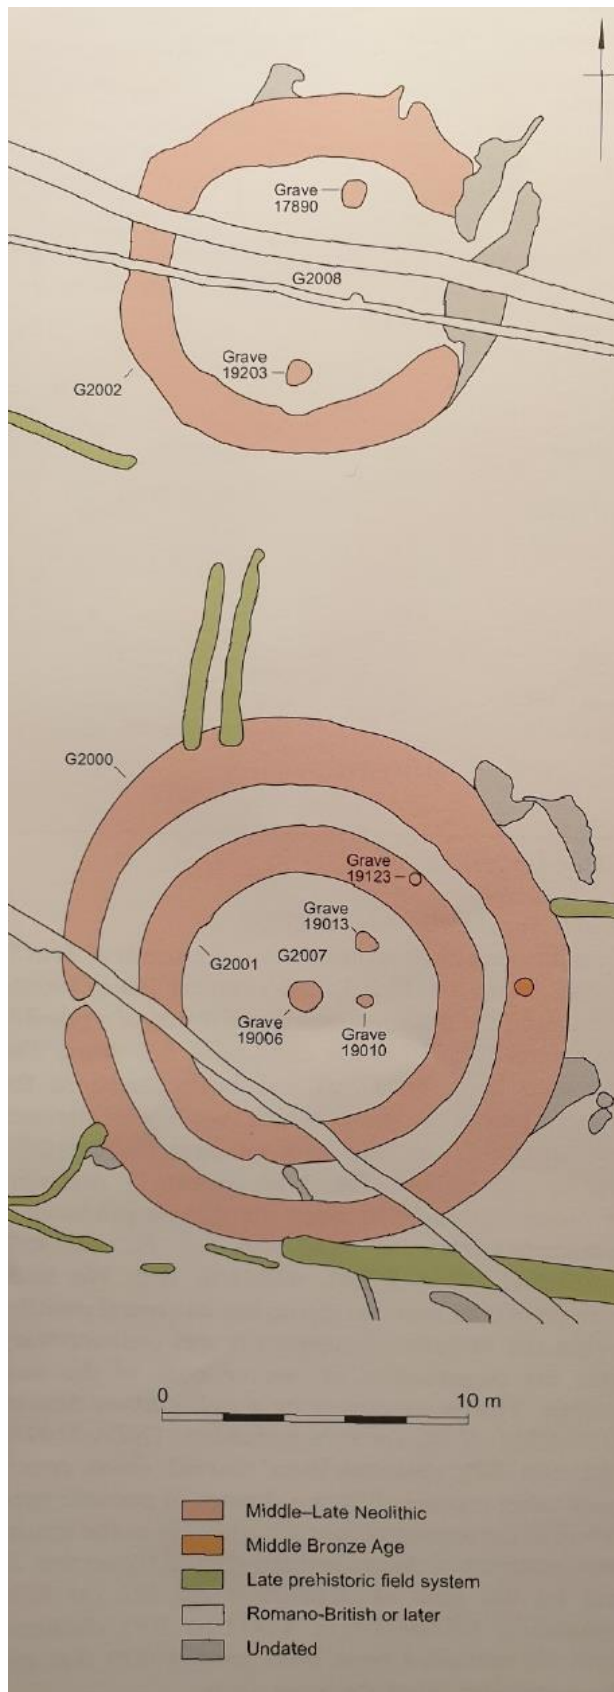 Grave
17890
G2008
Grave
19203
G2002
G2000
Grave
19123
Grave
19013
G2001
G2007
Grave
19006
Grave
19010
0
10 m
Middle–Late Neolithic
Middle Bronze Age
Late prehistoric field system
Romano-British or later
Undated